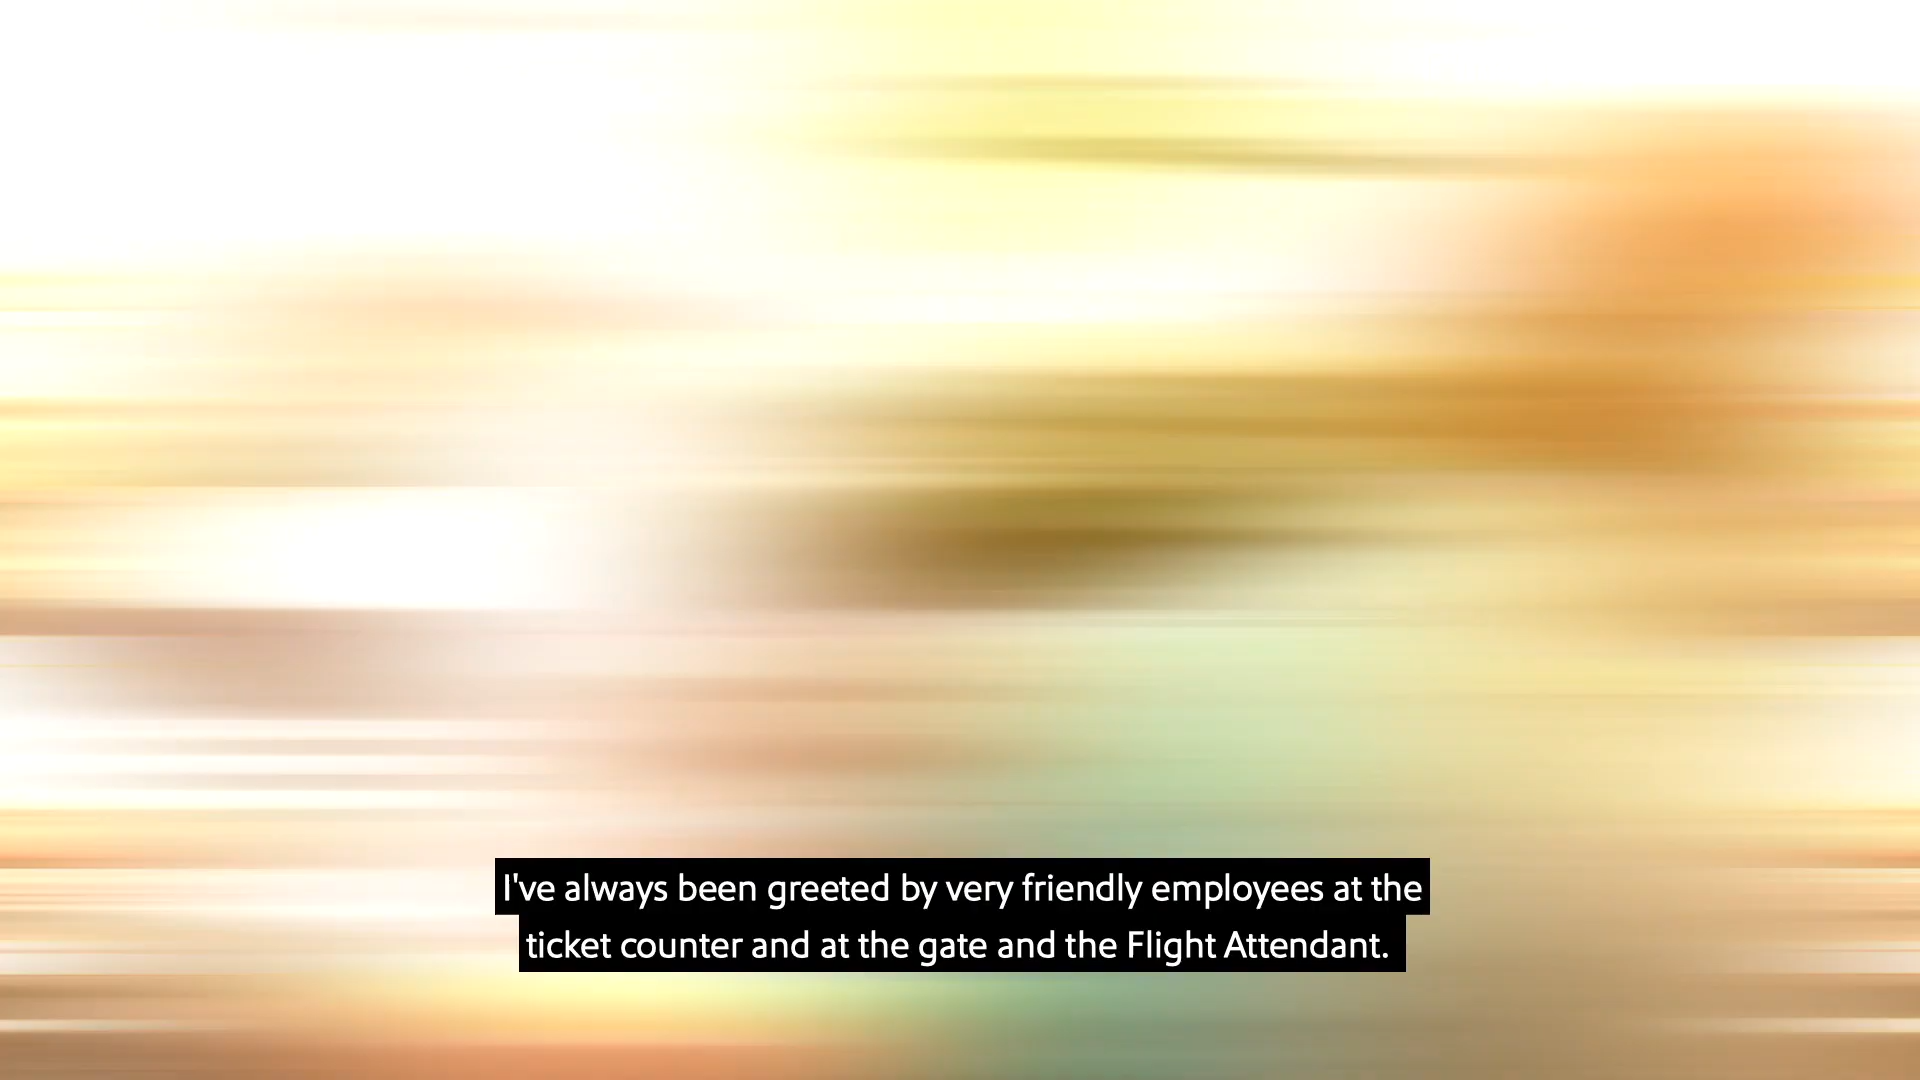 I've always been greeted by very friendly employees at the
ticket counter and at the gate and the Flight Attendant.